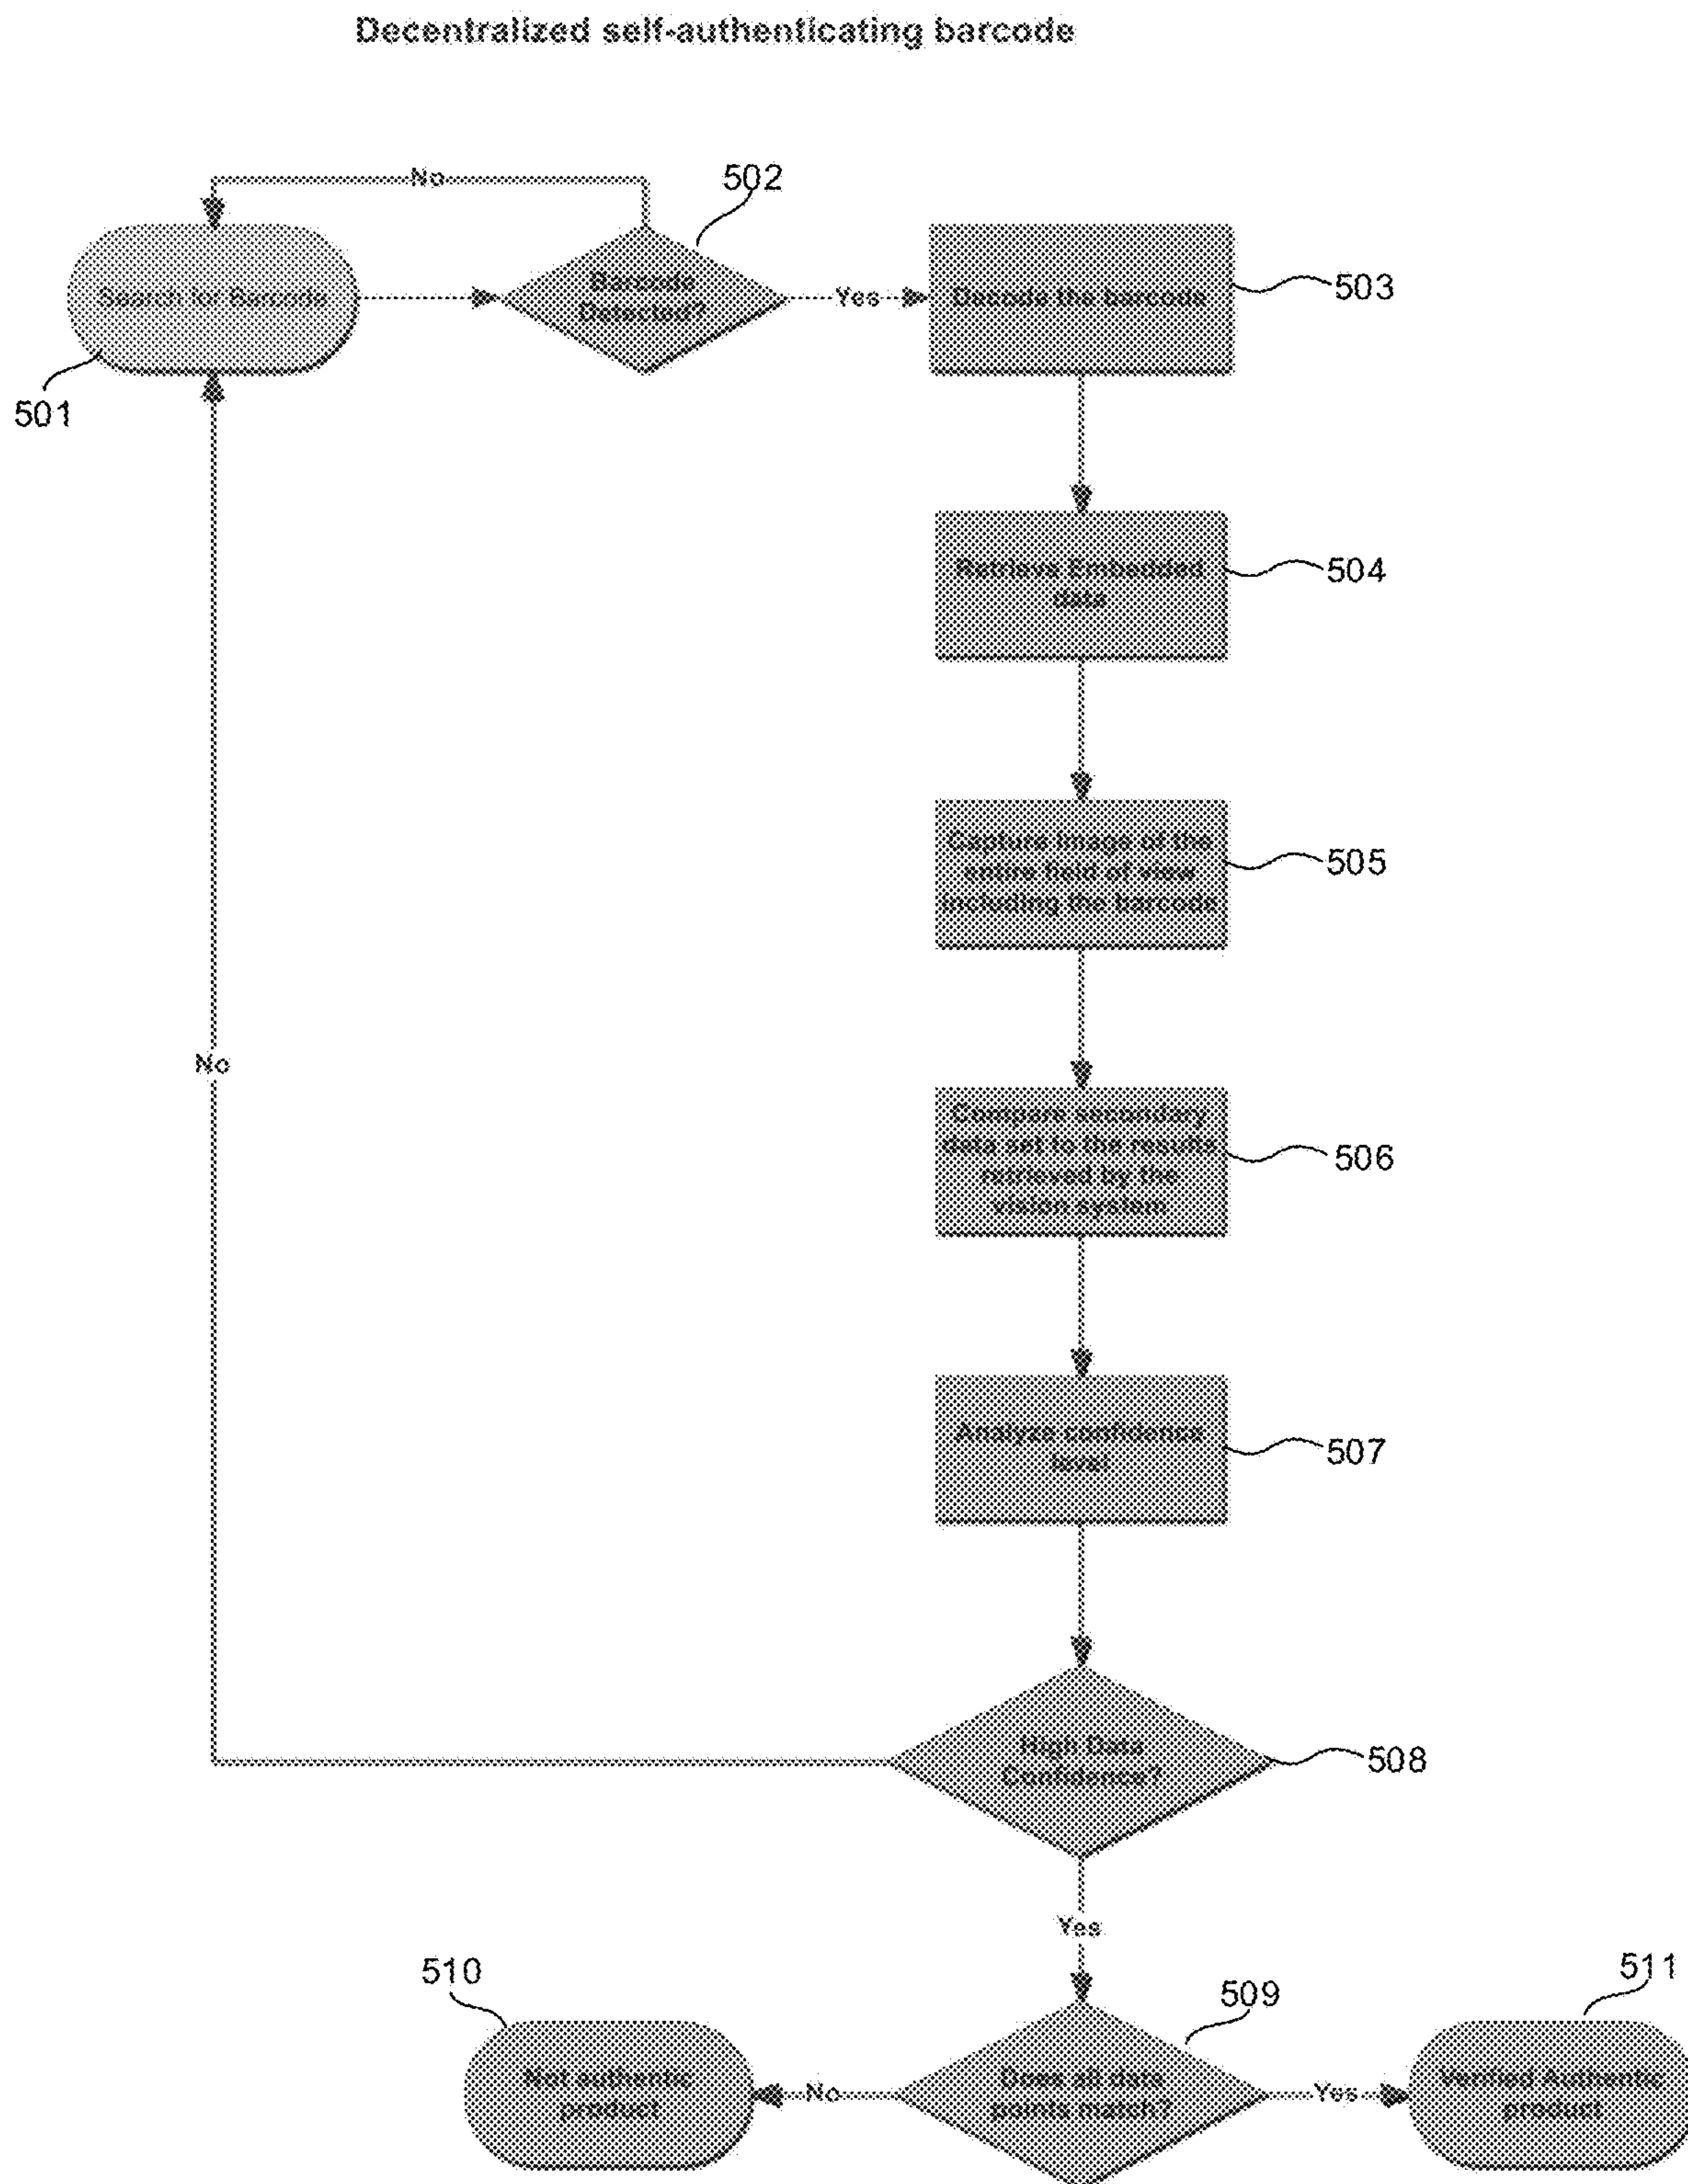 Decentralized self-authenticating barcode
No
502
Search for Barcode
Barcode
Detected?
Yes
Decode the barcode
503
501
Retrieve Embedded
data
504
Capture image of the
entire field of view
including the barcode
505
No
Compare secondary
data set to the results
retrieved by the
vision system
506
Analyze confidence
level
507
High Data
Confidence?
508
Yes
510
509
511
Not authentic
product
No
Does all data
points match?
Yes
Verified Authentic
product